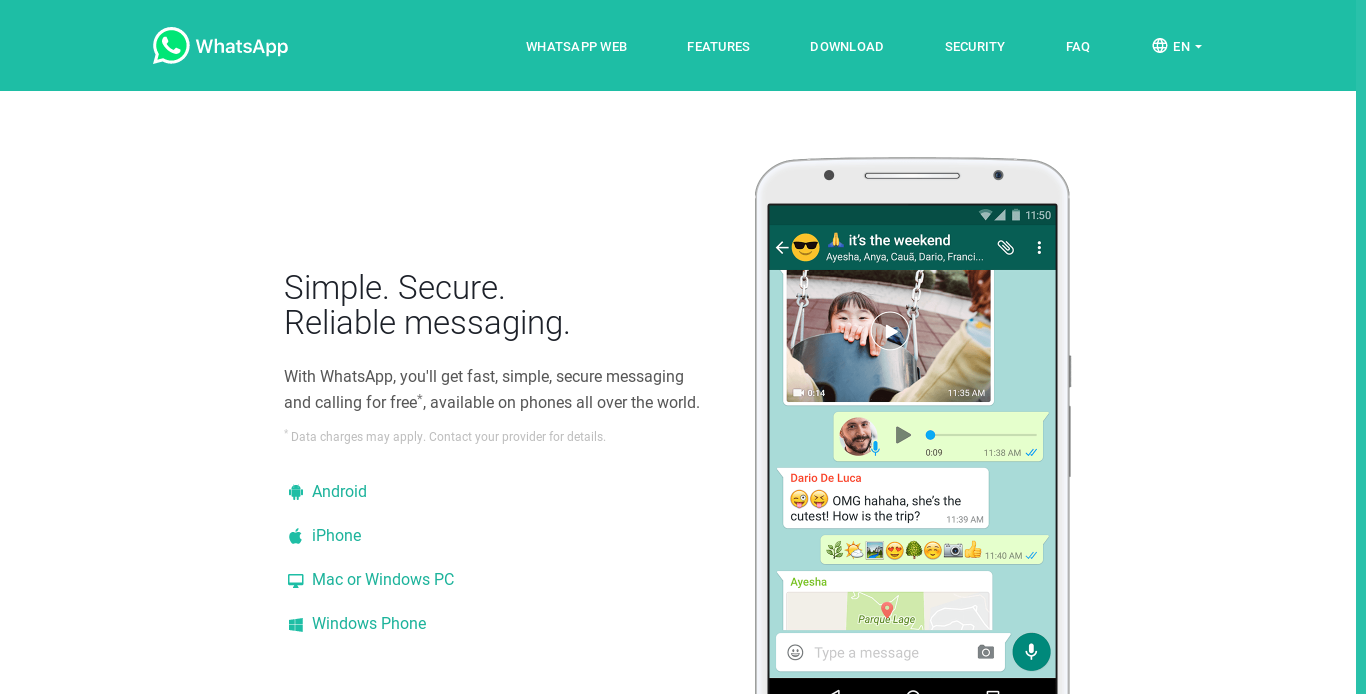 WhatsApp
WHATSAPP WEB
FEATURES
DOWNLOAD
SECURITY
FAQ
EN
Simple. Secure.
Reliable messaging.
With WhatsApp, you'll get fast, simple, secure messaging
and calling for free*, available on phones all over the world.
* Data charges may apply. Contact your provider for details.
Android
iPhone
Mac or Windows PC
Windows Phone
11:50
🙏 it's the weekend
Ayesha, Anya, Cauã, Dario, Franci...
0:14
11:35 AM
0:09
11:38 AM
Dario De Luca
😜😝 OMG hahaha, she's the
cutest! How is the trip?
11:39 AM
🌿🌤️🏞️😍🌳☺️📷👍 11:40 AM
Ayesha
Parque Lage
Type a message